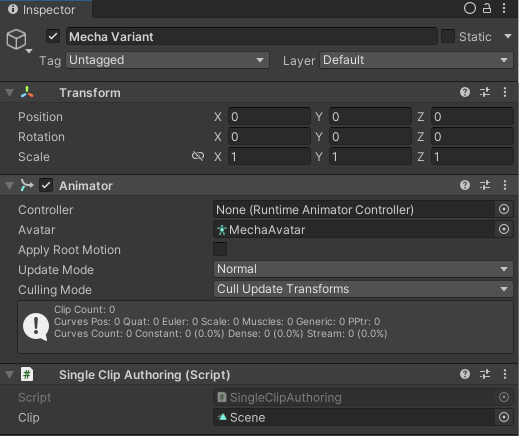 Inspector
Mecha Variant Static
Tag Untagged Layer Default
Transform
Position X 0 Y 0 Z 0
Rotation X 0 Y 0 Z 0
Scale X 1 Y 1 Z 1
Animator
Controller None (Runtime Animator Controller)
Avatar MechaAvatar
Apply Root Motion
Update Mode Normal
Culling Mode Cull Update Transforms
Clip Count: 0
Curves Pos: 0 Quat: 0 Euler: 0 Scale: 0 Muscles: 0 Generic: 0 PPtr: 0
Curves Count: 0 Constant: 0 (0.0%) Dense: 0 (0.0%) Stream: 0 (0.0%)
# Single Clip Authoring (Script)
Script # SingleClipAuthoring
Clip Scene